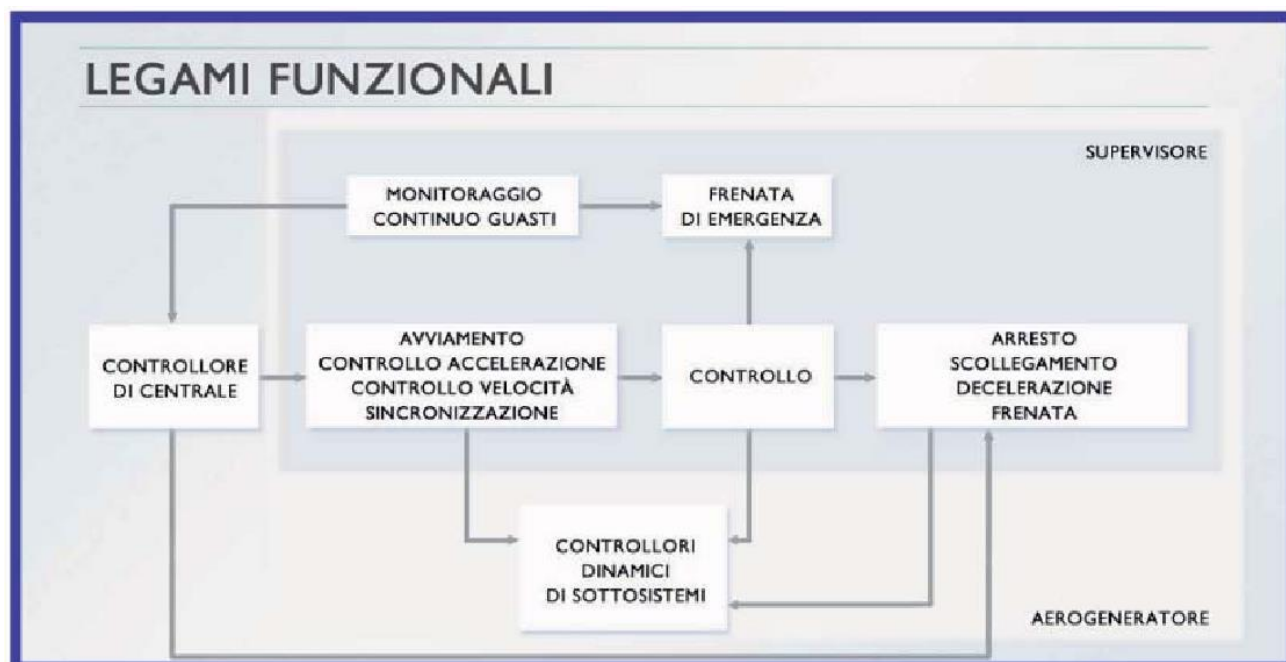 LEGAMI FUNZIONALI
SUPERVISORE
MONITORAGGIO
CONTINUO GUASTI
FRENATA
DI EMERGENZA
CONTROLLORE
DI CENTRALE
AVVIAMENTO
CONTROLLO ACCELERAZIONE
CONTROLLO VELOCITÀ
SINCRONIZZAZIONE
CONTROLLO
ARRESTO
SCOLLEGAMENTO
DECELERAZIONE
FRENATA
CONTROLLORI
DINAMICI
DI SOTTOSISTEMI
AEROGENERATORE